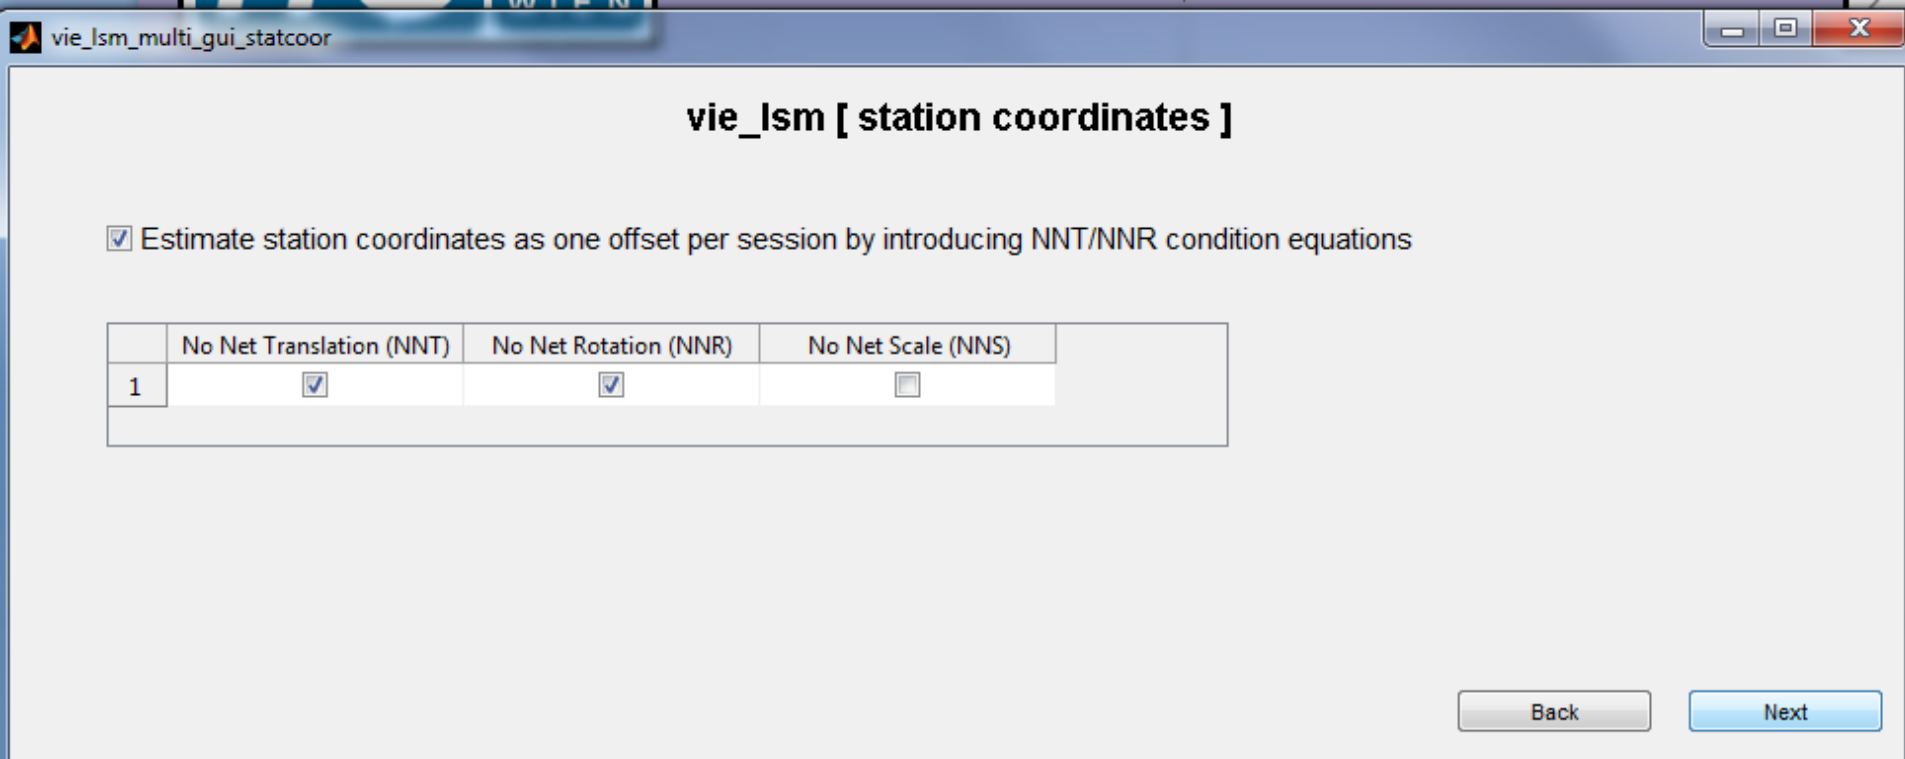 WIEN
vie_lsm_multi_gui_statcoor
vie_lsm [ station coordinates ]
Estimate station coordinates as one offset per session by introducing NNT/NNR condition equations
No Net Translation (NNT) No Net Rotation (NNR) No Net Scale (NNS)
1
Back Next